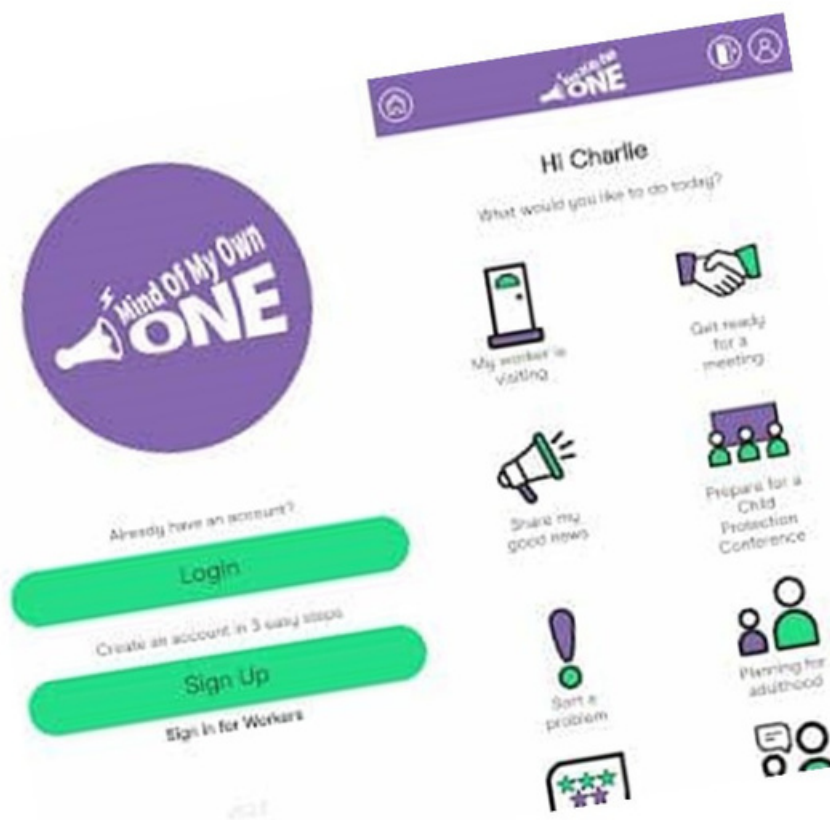 Mind Of My Own
ONE
Already have an account?
Login
Create an account in 3 easy steps
Sign Up
Sign in for Workers
ONE
Hi Charlie
What would you like to do today?
My worker is
visiting
Get ready
for a
meeting
Share my
good news
Prepare for a
Child
Protection
Conference
Sort a
problem
Planning for
adulthood